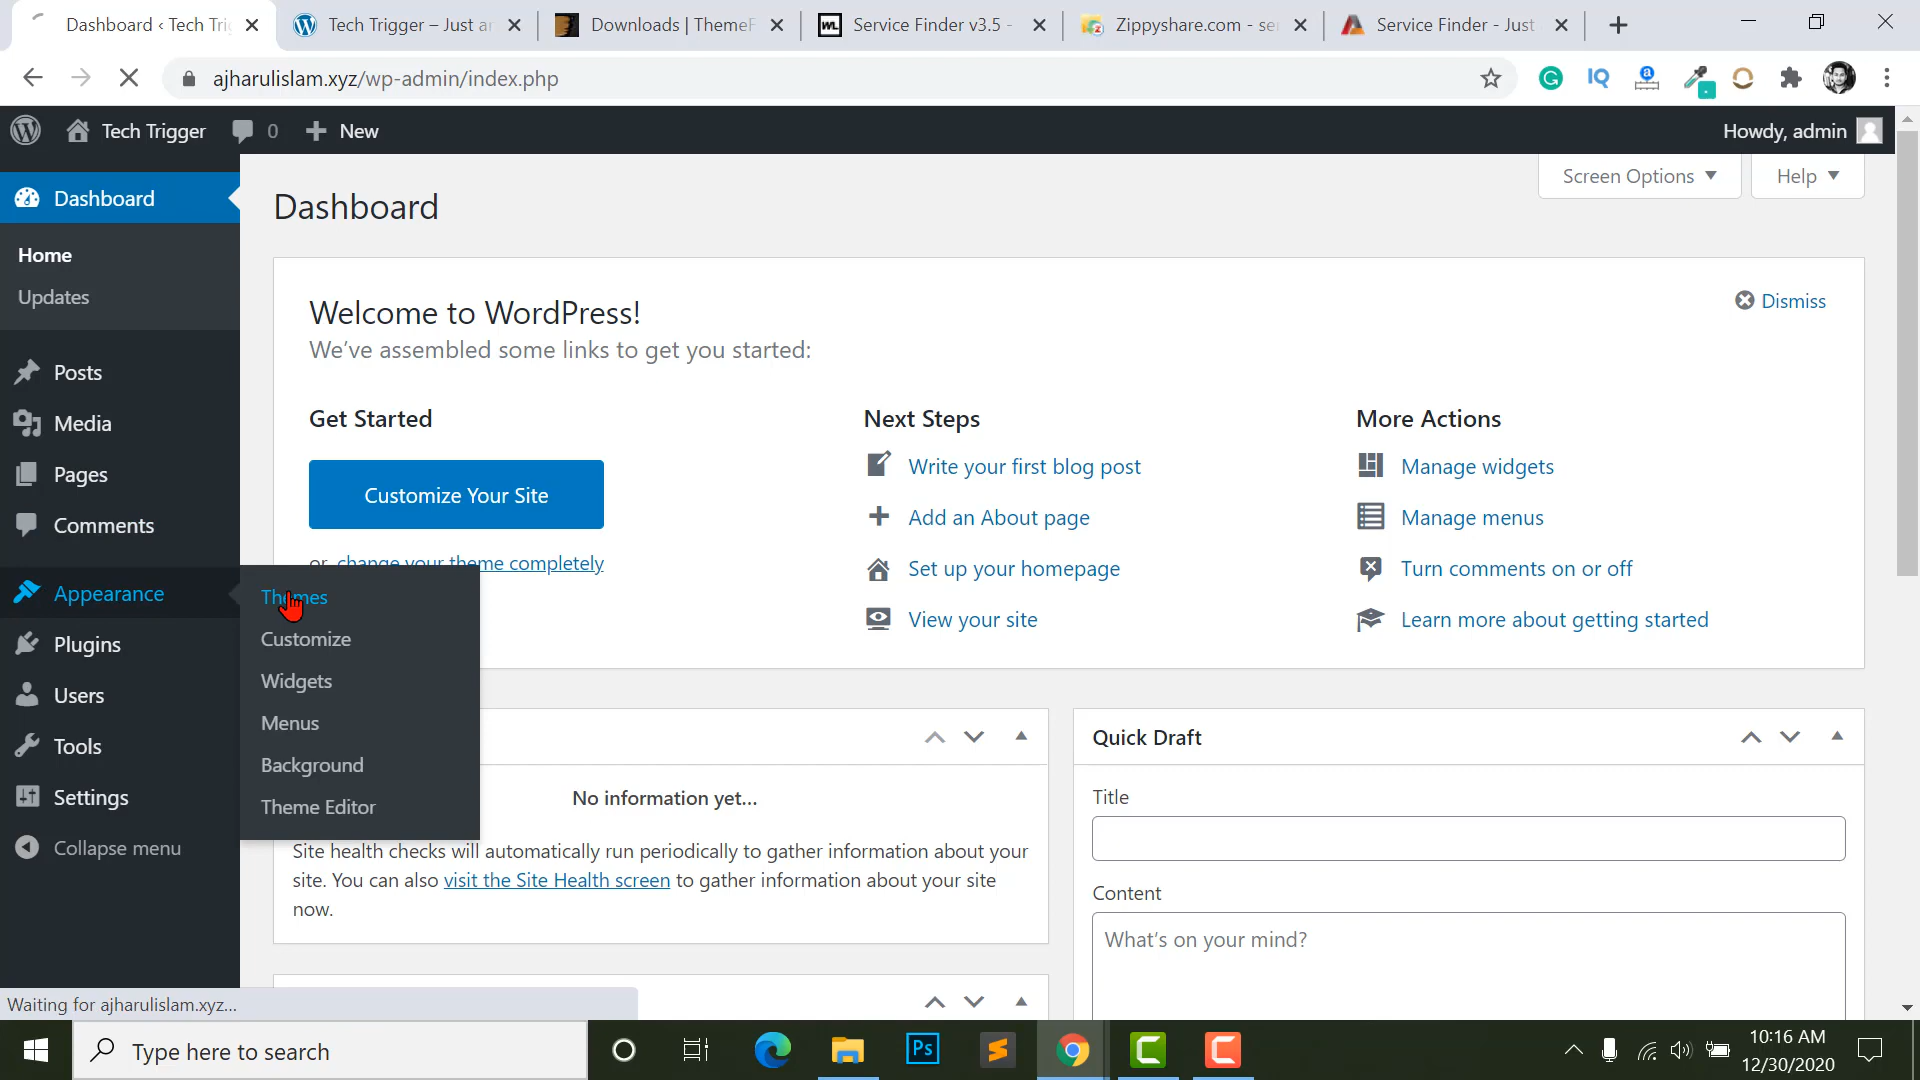 Dashboard ‹ Tech Tri
Tech Trigger – Just a
Downloads | ThemeF
Service Finder v3.5 -
Zippyshare.com - se
Service Finder - Just
ajharulislam.xyz/wp-admin/index.php
Tech Trigger
0
New
Howdy, admin
Dashboard
Home
Updates
Posts
Media
Pages
Comments
Appearance
Plugins
Users
Tools
Settings
Collapse menu
Themes
Customize
Widgets
Menus
Background
Theme Editor
Screen Options
Help
Dashboard
Dismiss
Welcome to WordPress!
We've assembled some links to get you started:
Get Started
Customize Your Site
or change your theme completely
Next Steps
Write your first blog post
Add an About page
Set up your homepage
View your site
More Actions
Manage widgets
Manage menus
Turn comments on or off
Learn more about getting started
No information yet...
Site health checks will automatically run periodically to gather information about your
site. You can also visit the Site Health screen to gather information about your site
now.
Quick Draft
Title
Content
What's on your mind?
Waiting for ajharulislam.xyz...
Type here to search
Ps
10:16 AM
12/30/2020